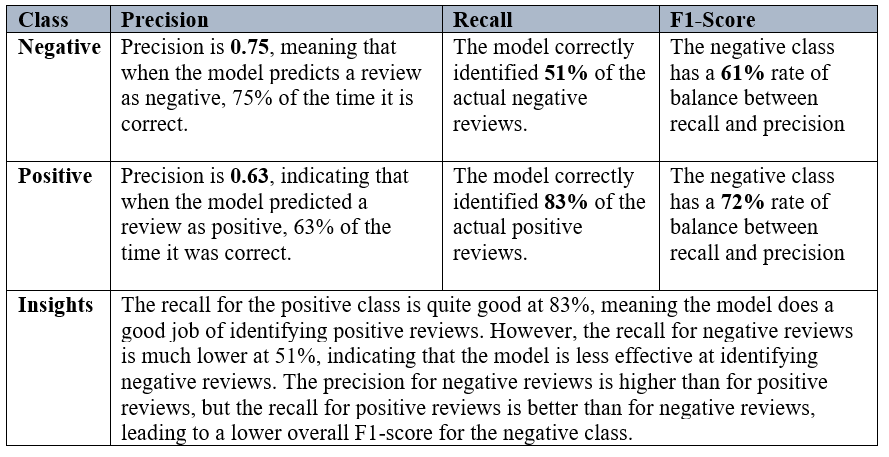 Class Precision Recall F1-Score
Negative Precision is 0.75, meaning that
when the model predicts a review
as negative, 75% of the time it is
correct.
The model correctly
identified 51% of the
actual negative
reviews.
The negative class
has a 61% rate of
balance between
recall and precision
Positive Precision is 0.63, indicating that
when the model predicted a
review as positive, 63% of the
time it was correct.
The model correctly
identified 83% of the
actual positive
reviews.
The negative class
has a 72% rate of
balance between
recall and precision
Insights The recall for the positive class is quite good at 83%, meaning the model does a
good job of identifying positive reviews. However, the recall for negative reviews
is much lower at 51%, indicating that the model is less effective at identifying
negative reviews. The precision for negative reviews is higher than for positive
reviews, but the recall for positive reviews is better than for negative reviews,
leading to a lower overall F1-score for the negative class.